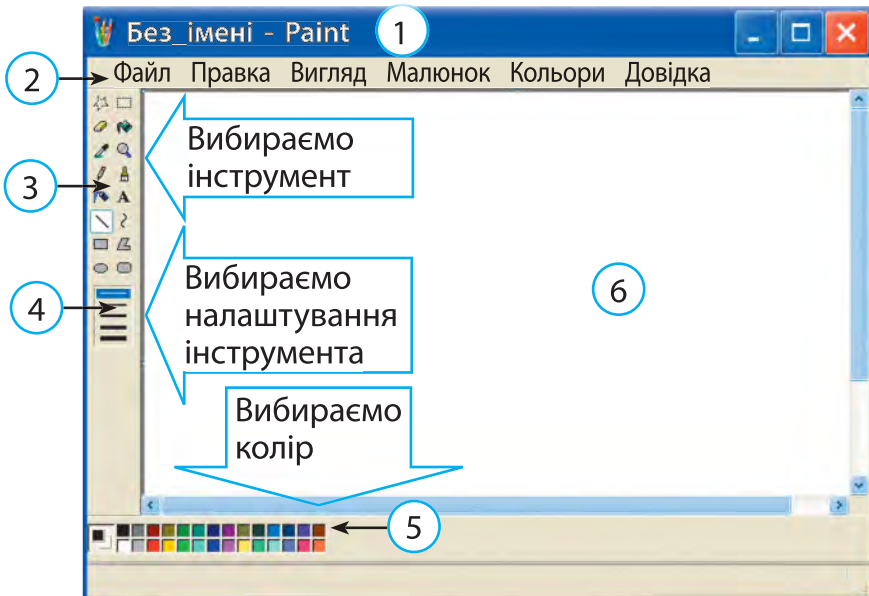 Без_імені - Paint
1
2
Файл Правка Вигляд Малюнок Кольори Довідка
Вибираємо
інструмент
3
A
Вибираємо
налаштування
інструмента
4
6
Вибираємо
колір
5